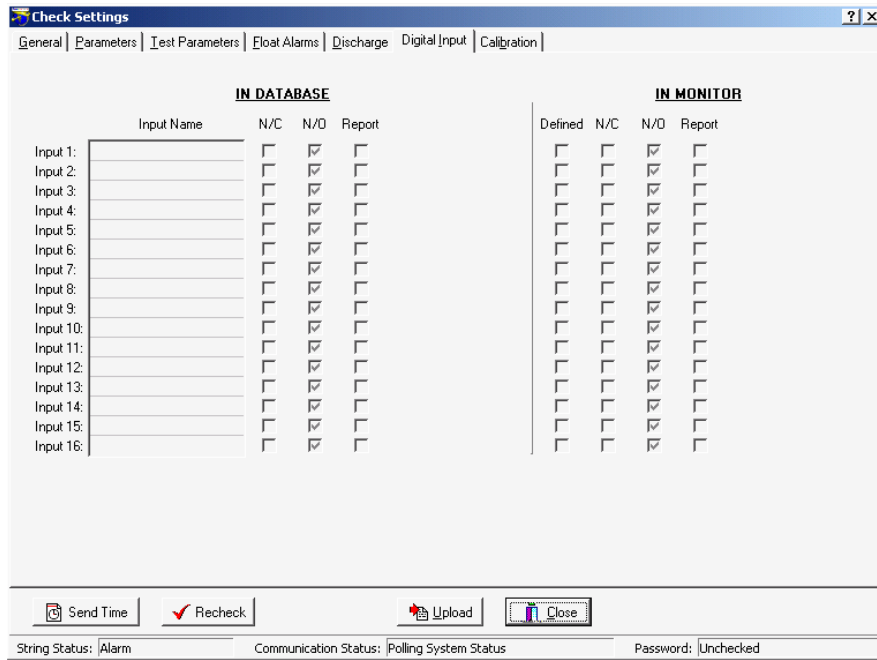 Check Settings
General Parameters Test Parameters Float Alarms Discharge Digital Input Calibration
IN DATABASE IN MONITOR
Input Name N/C N/O Report Defined N/C N/O Report
Input 1:
Input 2:
Input 3:
Input 4:
Input 5:
Input 6:
Input 7:
Input 8:
Input 9:
Input 10:
Input 11:
Input 12:
Input 13:
Input 14:
Input 15:
Input 16:
Send Time Recheck Upload Close
String Status: Alarm Communication Status: Polling System Status Password: Unchecked